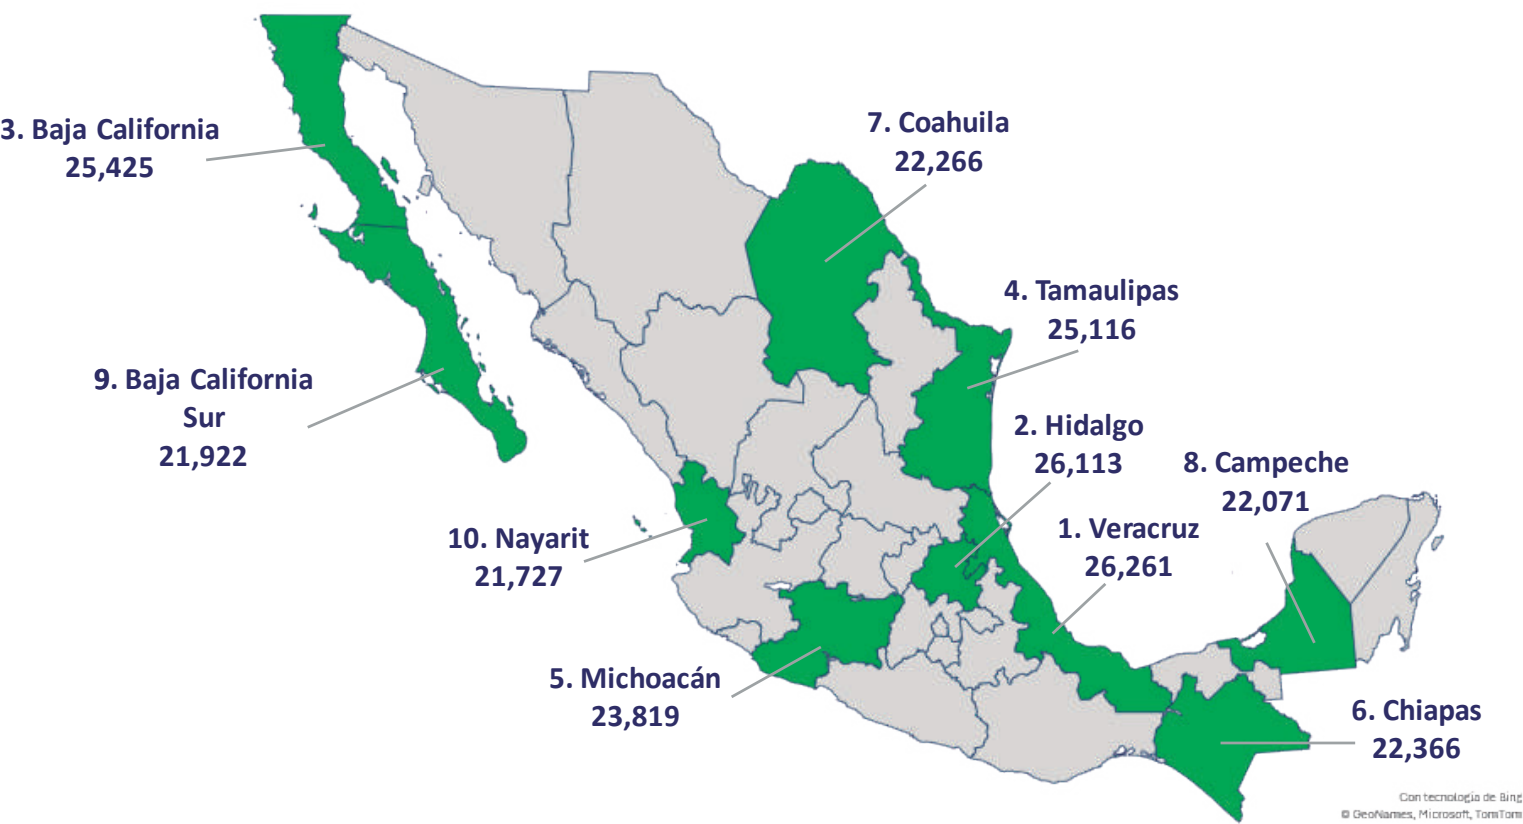 3. Baja California
25,425
7. Coahuila
22,266
4. Tamaulipas
25,116
9. Baja California
Sur
21,922
2. Hidalgo
26,113
8. Campeche
22,071
10. Nayarit
21,727
1. Veracruz
26,261
5. Michoacán
23,819
6. Chiapas
22,366
Con tecnología de Bing
© GeoNames, Microsoft, TomTom